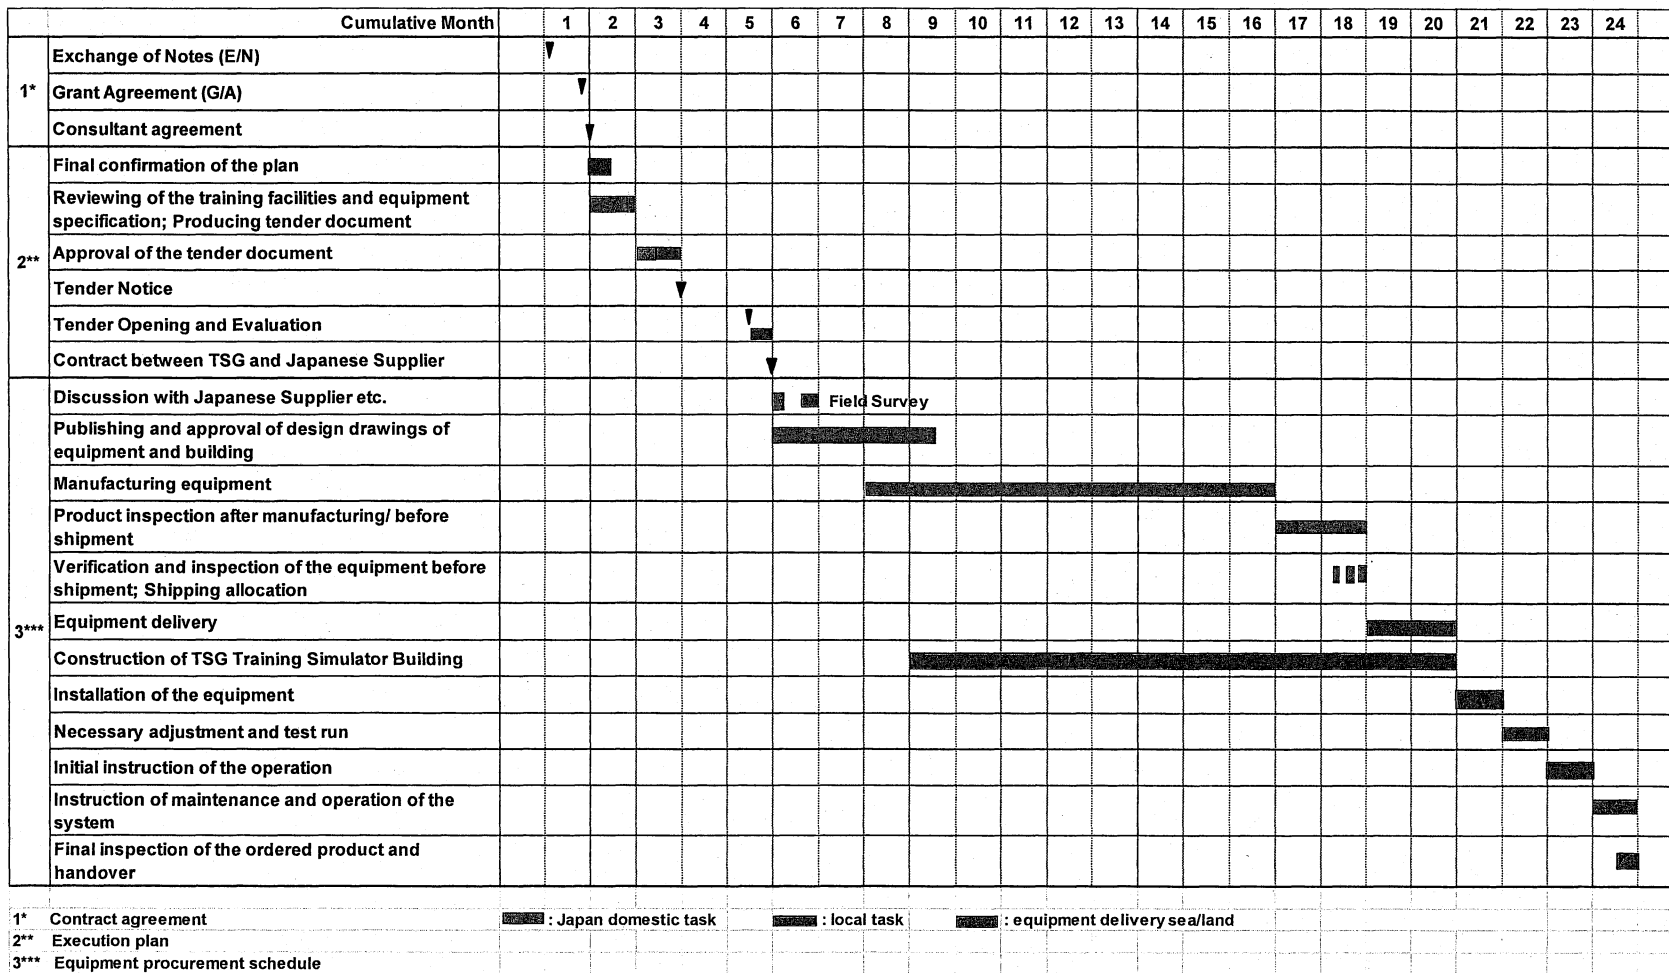 Cumulative Month 1 2 3 4 5 6 7 8 9 10 11 12 13 14 15 16 17 18 19 20 21 22 23 24
1*
Exchange of Notes (E/N)
Grant Agreement (G/A)
Consultant agreement
2**
Final confirmation of the plan
Reviewing of the training facilities and equipment
specification; Producing tender document
Approval of the tender document
Tender Notice
Tender Opening and Evaluation
Contract between TSG and Japanese Supplier
3***
Discussion with Japanese Supplier etc. Field Survey
Publishing and approval of design drawings of
equipment and building
Manufacturing equipment
Product inspection after manufacturing/ before
shipment
Verification and inspection of the equipment before
shipment; Shipping allocation
Equipment delivery
Construction of TSG Training Simulator Building
Installation of the equipment
Necessary adjustment and test run
Initial instruction of the operation
Instruction of maintenance and operation of the
system
Final inspection of the ordered product and
handover
1* Contract agreement : Japan domestic task : local task : equipment delivery sea/land
2** Execution plan
3*** Equipment procurement schedule